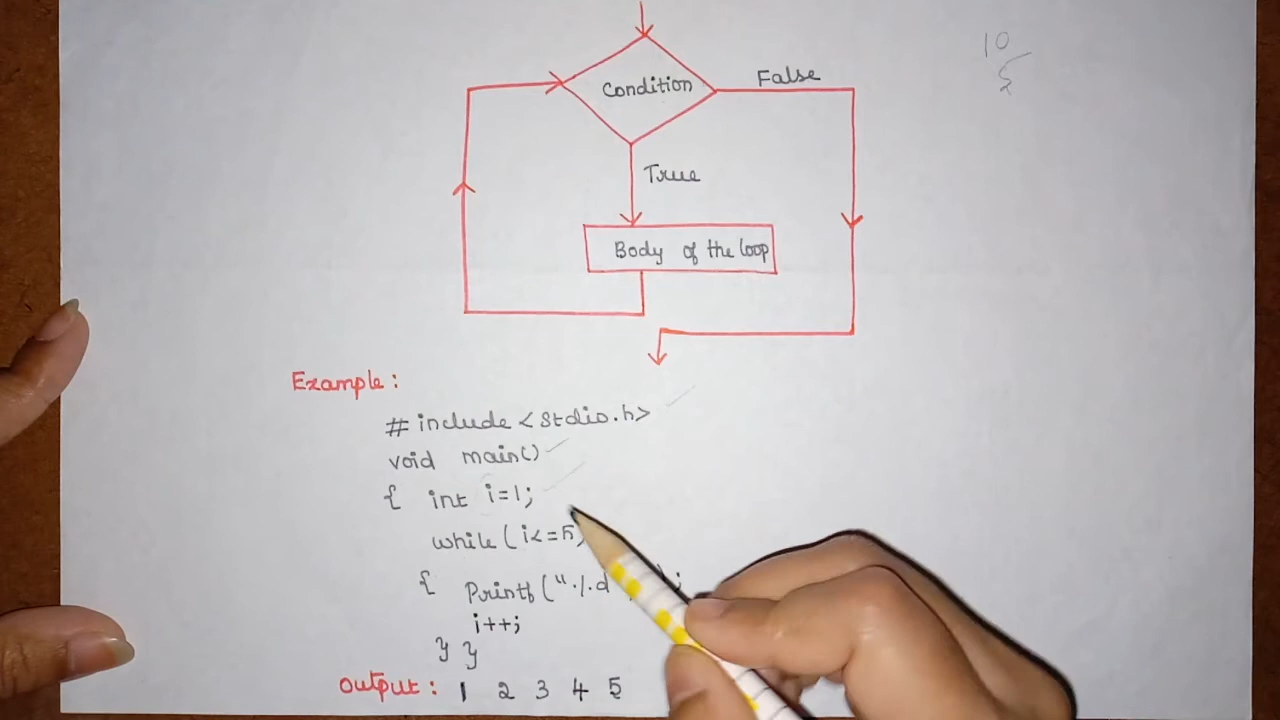 10
Condition
False
True
Body of the loop
Example:
# include <stdio.h>
void main()
{ int i=1;
while(i<=5)
{ Printf("%d
i++;
} }
Output: 1 2 3 4 5